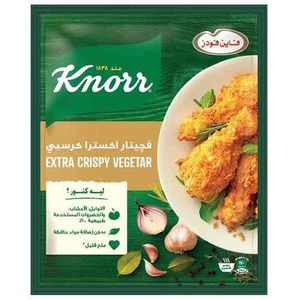 فاين فودز
منذ ١٨٣٨
Knorr
ڤچيتار اكسترا كرسبي
EXTRA CRISPY VEGETAR
ليه كنور؟
التوابل، الأعشاب،
والخضروات المستخدمة
طبيعية ١٠٠٪
بدون إضافة مواد حافظة
ملح قليل*